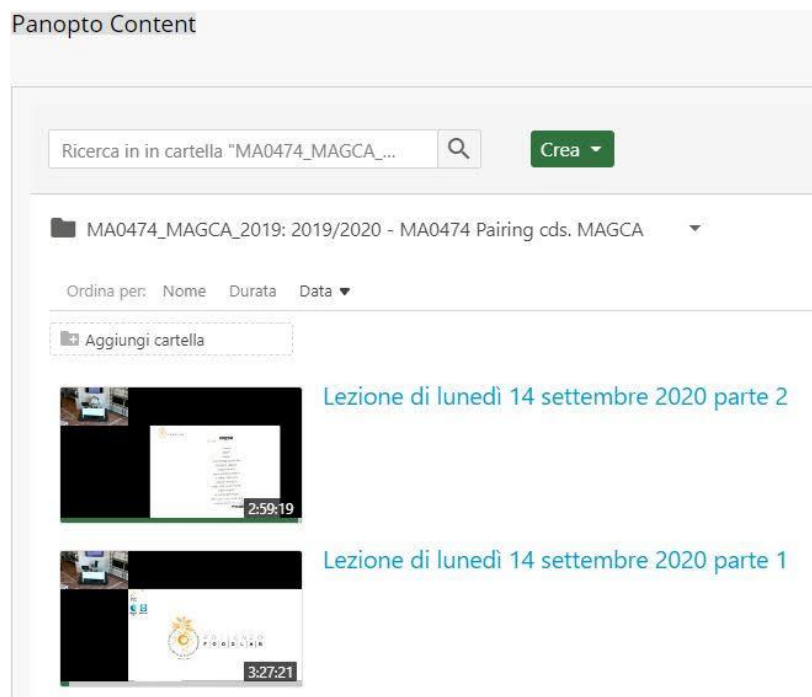 Panopto Content
Ricerca in in cartella "MA0474_MAGCA_...
Crea
MA0474_MAGCA_2019: 2019/2020 - MA0474 Pairing cds. MAGCA
Ordina per: Nome Durata Data
Aggiungi cartella
Lezione di lunedì 14 settembre 2020 parte 2
2:59:19
Lezione di lunedì 14 settembre 2020 parte 1
POLLENZO
FOODLAB
3:27:21